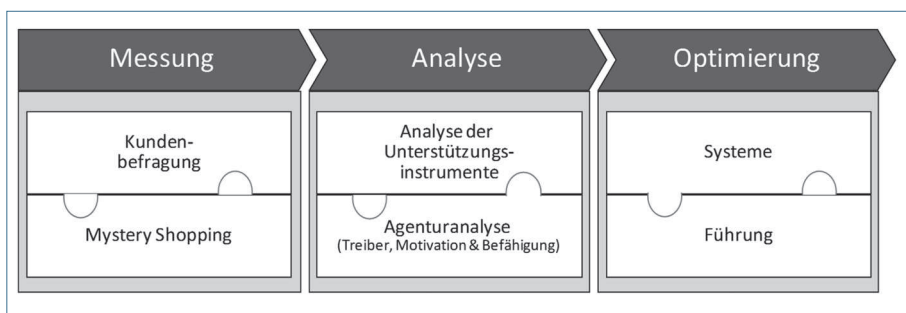 Messung
Analyse
Optimierung
Kunden-
befragung
Mystery Shopping
Analyse der
Unterstützungs-
instrumente
Agenturanalyse
(Treiber, Motivation & Befähigung)
Systeme
Führung